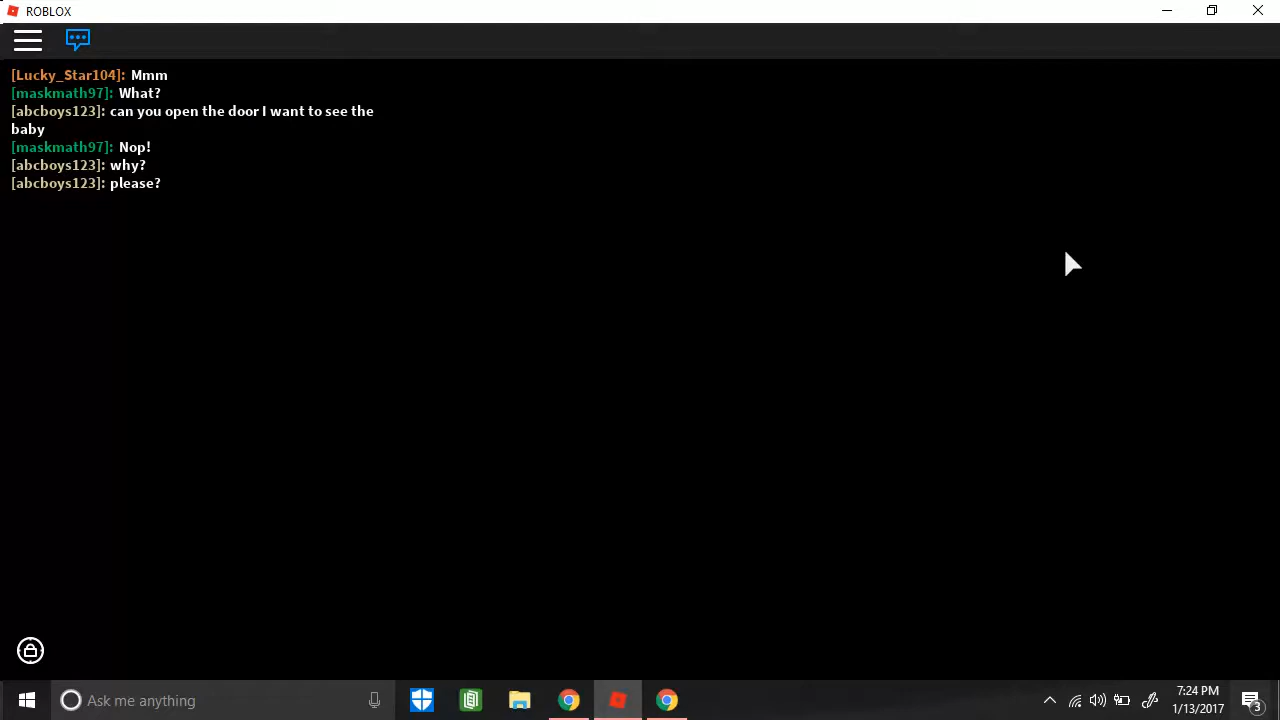 ROBLOX
[Lucky_Star104]: Mmm
[maskmath97]: What?
[abcboys123]: can you open the door I want to see the
baby
[maskmath97]: Nop!
[abcboys123]: why?
[abcboys123]: please?
Ask me anything
7:24 PM
1/13/2017
3